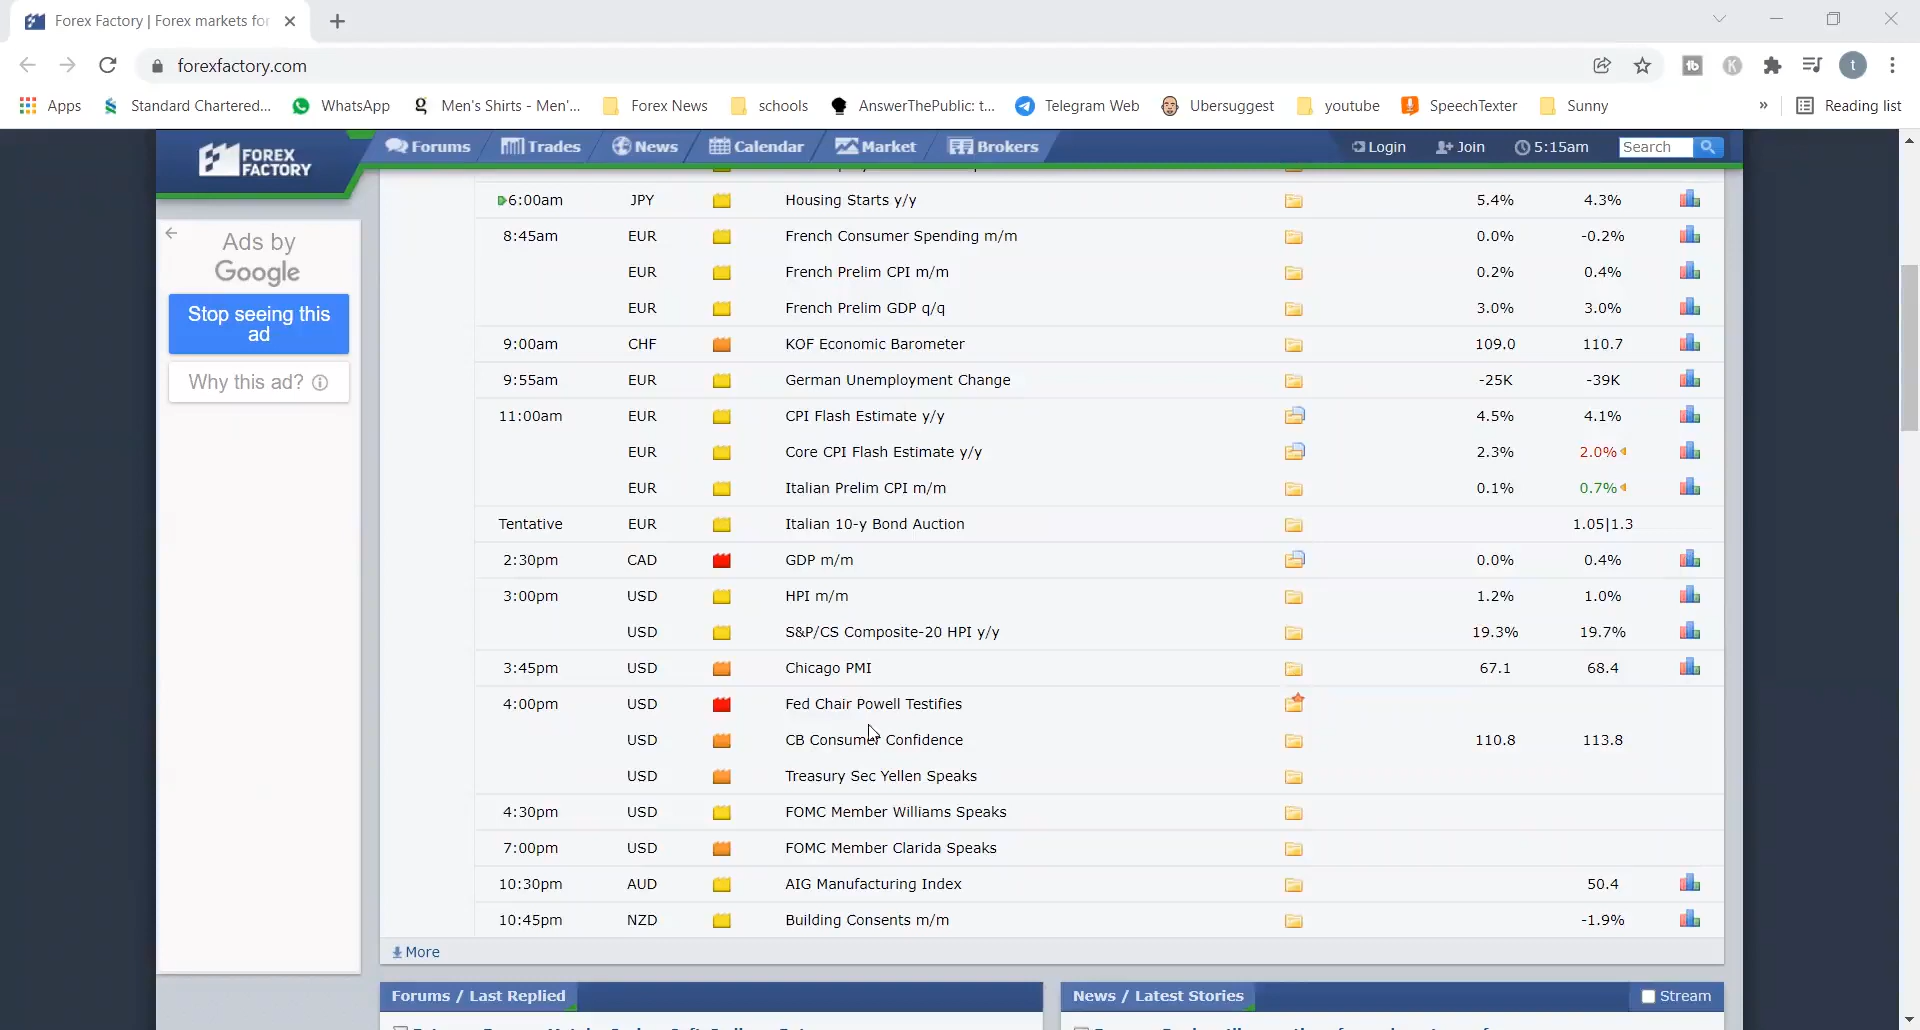 Forex Factory | Forex markets for
forexfactory.com
t
Apps Standard Chartered... WhatsApp Men's Shirts - Men'... Forex News schools AnswerThePublic: t... Telegram Web Ubersuggest youtube SpeechTexter Sunny » Reading list
FOREX FACTORY
Forums Trades News Calendar Market Brokers Login Join 5:15am Search
Ads by
Google
Stop seeing this
ad
Why this ad?
6:00am JPY Housing Starts y/y 5.4% 4.3%
8:45am EUR French Consumer Spending m/m 0.0% -0.2%
EUR French Prelim CPI m/m 0.2% 0.4%
EUR French Prelim GDP q/q 3.0% 3.0%
9:00am CHF KOF Economic Barometer 109.0 110.7
9:55am EUR German Unemployment Change -25K -39K
11:00am EUR CPI Flash Estimate y/y 4.5% 4.1%
EUR Core CPI Flash Estimate y/y 2.3% 2.0%
EUR Italian Prelim CPI m/m 0.1% 0.7%
Tentative EUR Italian 10-y Bond Auction 1.05|1.3
2:30pm CAD GDP m/m 0.0% 0.4%
3:00pm USD HPI m/m 1.2% 1.0%
USD S&P/CS Composite-20 HPI y/y 19.3% 19.7%
3:45pm USD Chicago PMI 67.1 68.4
4:00pm USD Fed Chair Powell Testifies
USD CB Consumer Confidence 110.8 113.8
USD Treasury Sec Yellen Speaks
4:30pm USD FOMC Member Williams Speaks
7:00pm USD FOMC Member Clarida Speaks
10:30pm AUD AIG Manufacturing Index 50.4
10:45pm NZD Building Consents m/m -1.9%
More
Forums / Last Replied
News / Latest Stories Stream